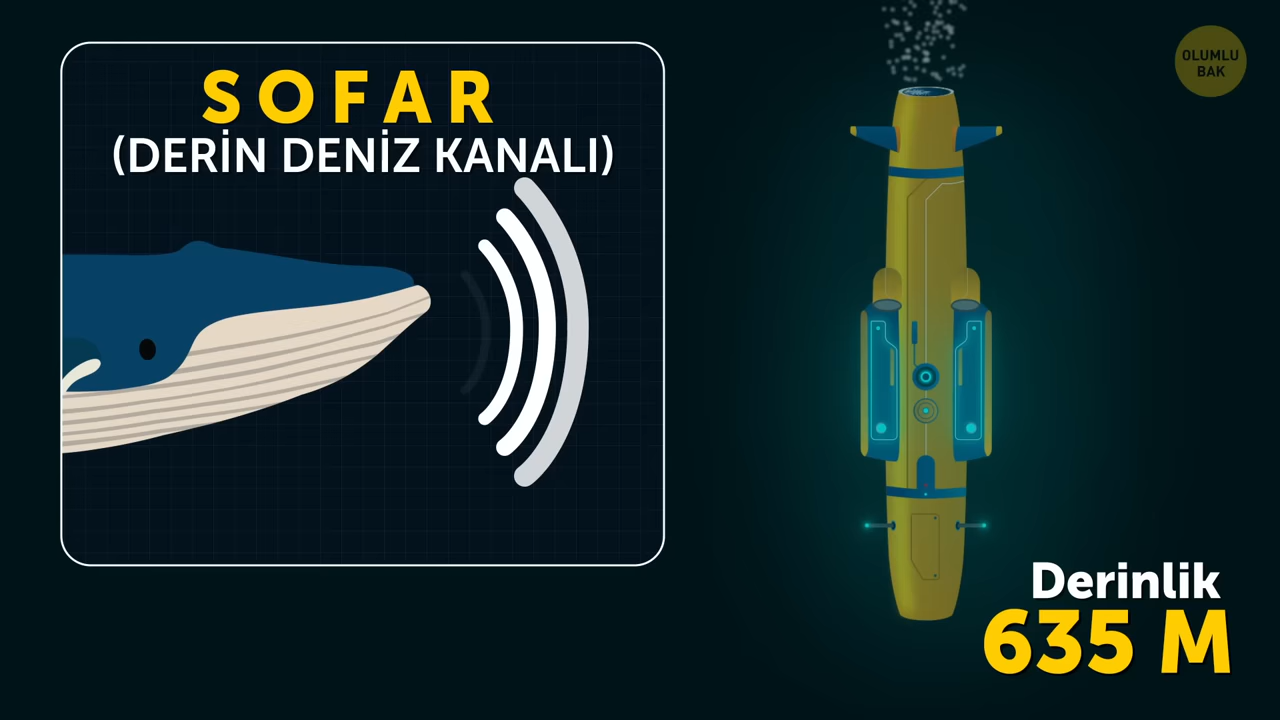 SOFAR
(DERİN DENİZ KANALI)
OLUMLU
BAK
Derinlik
635 M